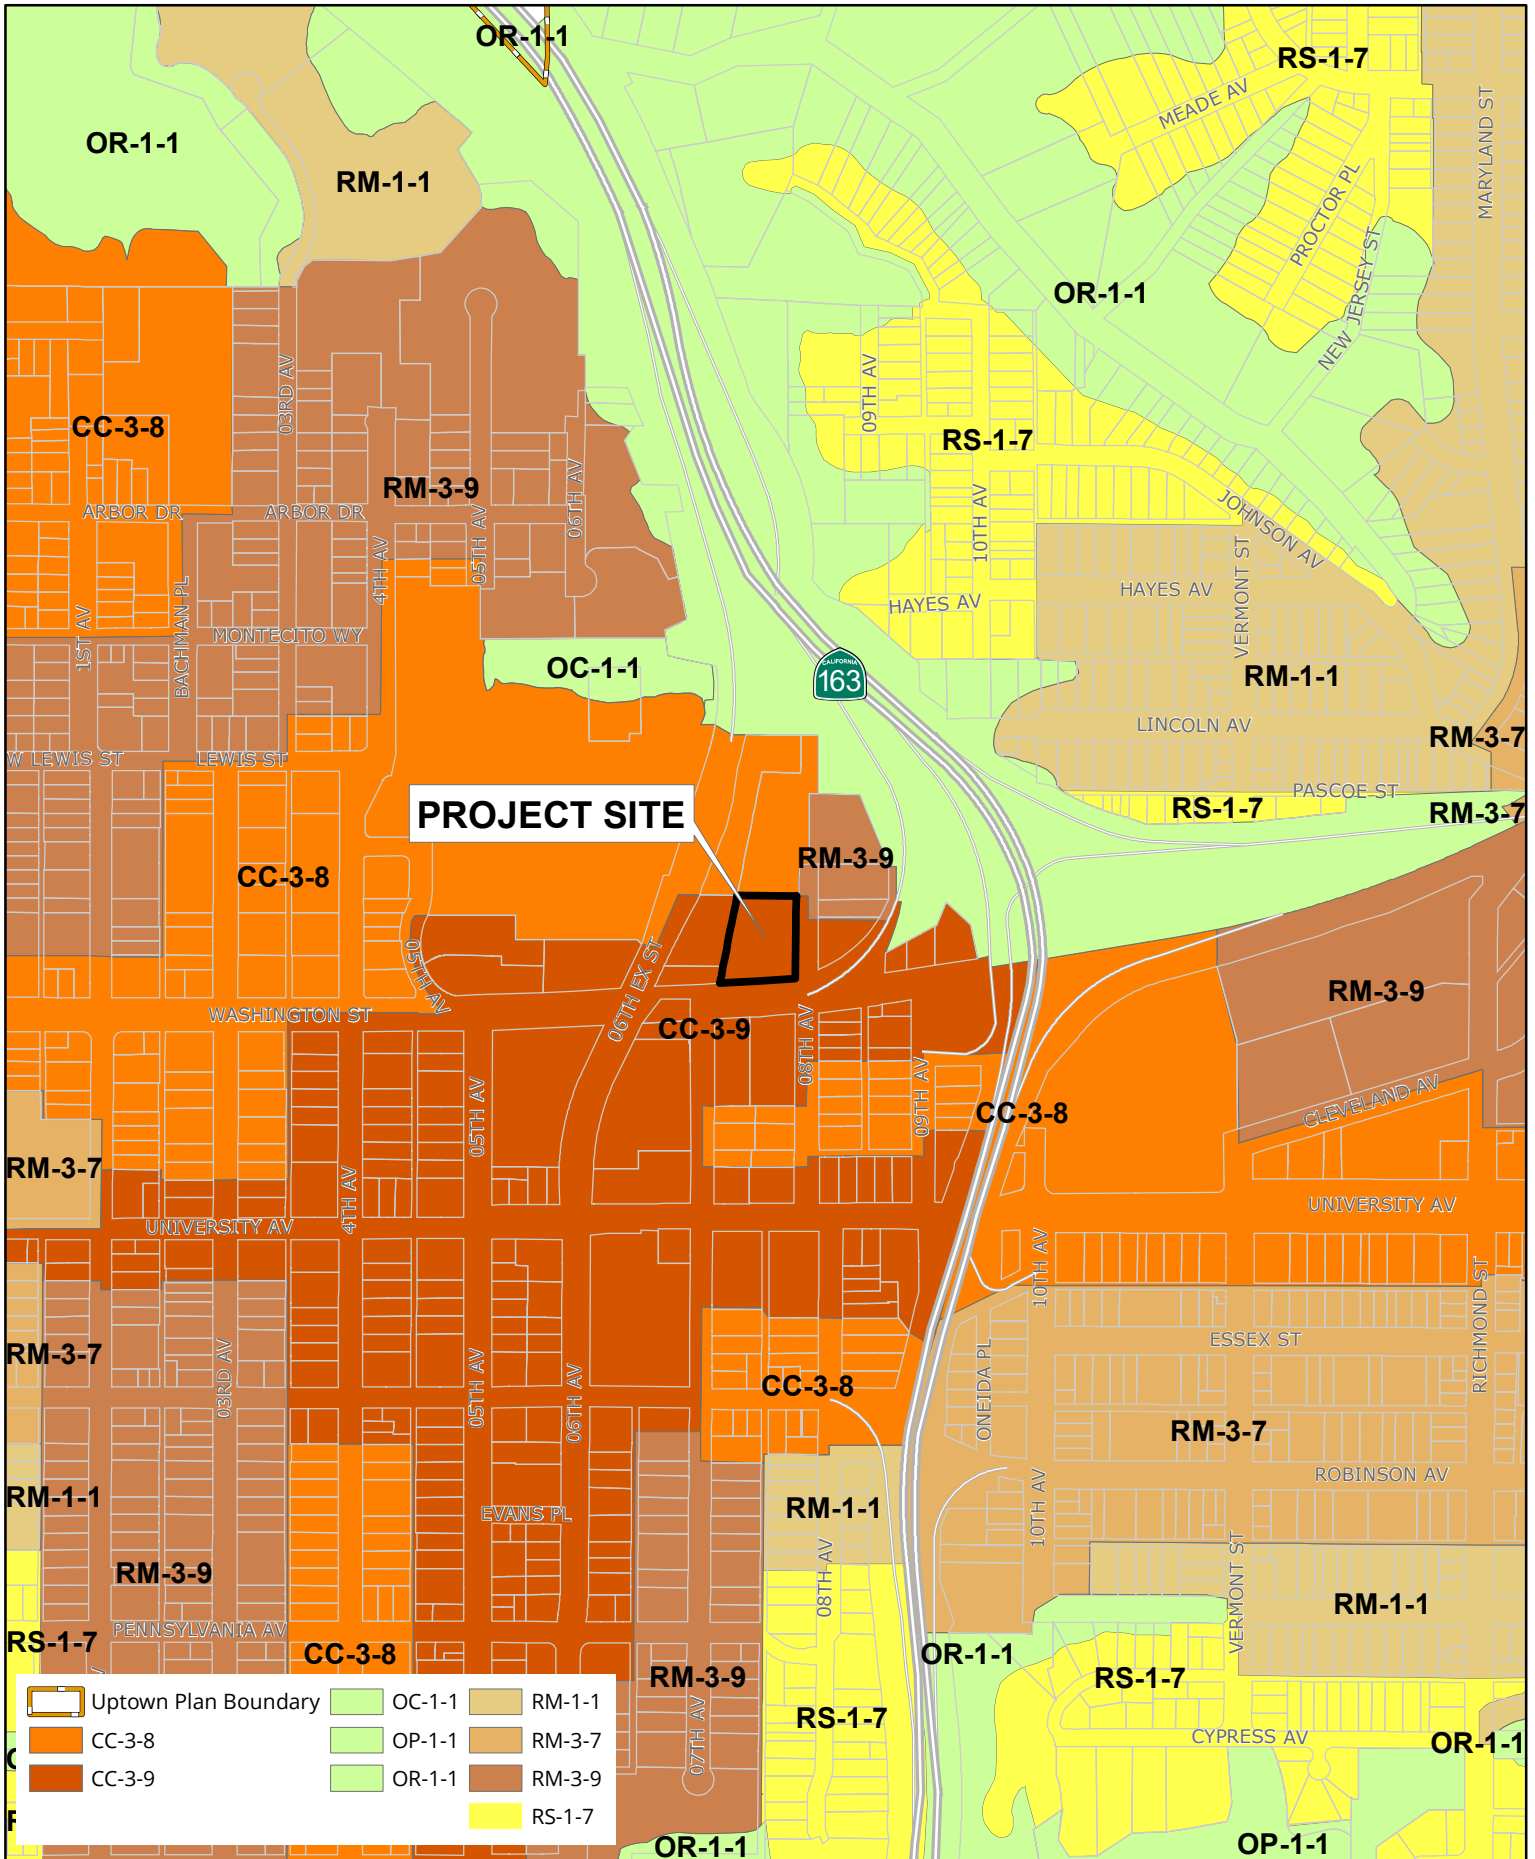 OR-1-1
RS-1-7
MEADE AV
MARYLAND ST
OR-1-1
RM-1-1
PROCTOR PL
NEW JERSEY ST
OR-1-1
03RD AV
09TH AV
CC-3-8
RS-1-7
RM-3-9
06TH AV
ARBOR DR
ARBOR DR
05TH AV
10TH AV
JOHNSON AV
4TH AV
VERMONT ST
HAYES AV
HAYES AV
1ST AV
BACHMAN PL
MONTECITO WY
OC-1-1
CALIFORNIA
163
RM-1-1
LINCOLN AV
RM-3-7
W LEWIS ST
LEWIS ST
PASCOE ST
RS-1-7
RM-3-7
PROJECT SITE
RM-3-9
CC-3-8
05TH AV
06TH EX ST
RM-3-9
WASHINGTON ST
CC-3-9
08TH AV
09TH AV
CC-3-8
CLEVELAND AV
05TH AV
RM-3-7
4TH AV
UNIVERSITY AV
UNIVERSITY AV
10TH AV
RICHMOND ST
RM-3-7
ESSEX ST
03RD AV
05TH AV
06TH AV
CC-3-8
ONEIDA PL
RM-3-7
ROBINSON AV
RM-1-1
EVANS PL
RM-1-1
10TH AV
08TH AV
RM-3-9
VERMONT ST
RM-1-1
PENNSYLVANIA AV
RS-1-7
CC-3-8
OR-1-1
RM-3-9
RS-1-7
RS-1-7
07TH AV
CYPRESS AV
OR-1-1
OR-1-1
OP-1-1
Uptown Plan Boundary
CC-3-8
CC-3-9
OC-1-1
OP-1-1
OR-1-1
RM-1-1
RM-3-7
RM-3-9
RS-1-7